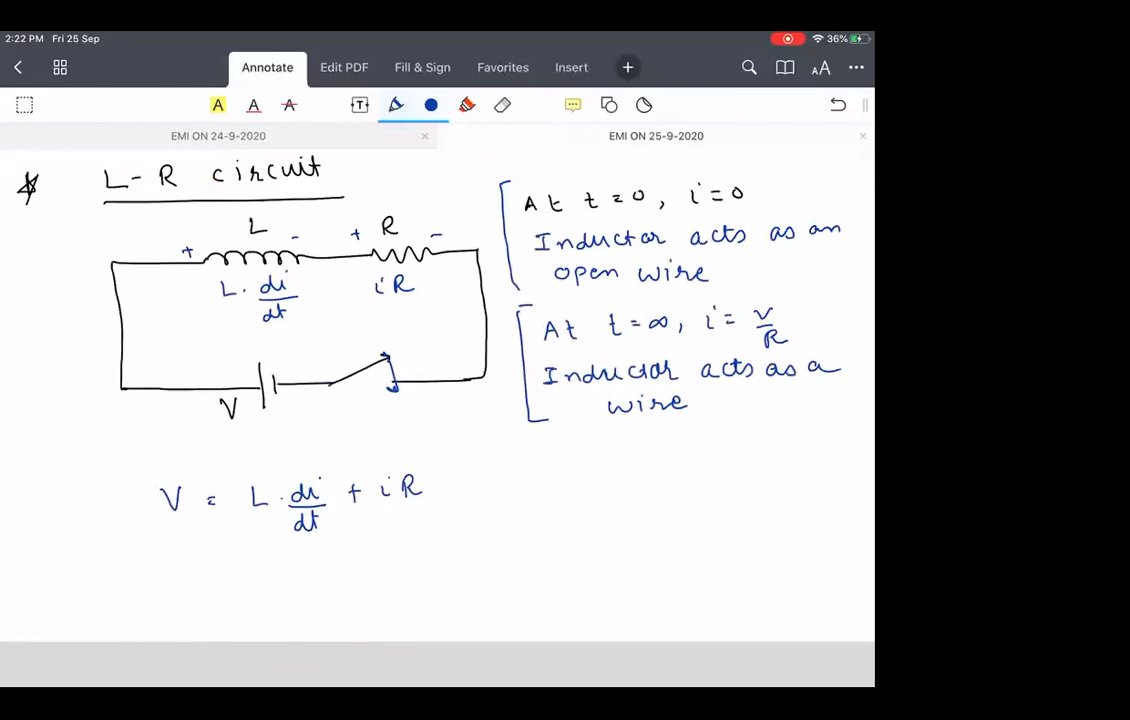 2:22 PM Fri 25 Sep
36%
Annotate Edit PDF Fill & Sign Favorites Insert
EMI ON 24-9-2020
EMI ON 25-9-2020
L-R circuit
L
+ -
L. di/dt
R
+ -
iR
V
At t=0, i=0
Inductor acts as an
open wire
At t=∞, i= V/R
Inductor acts as a
wire
V = L. di/dt + iR